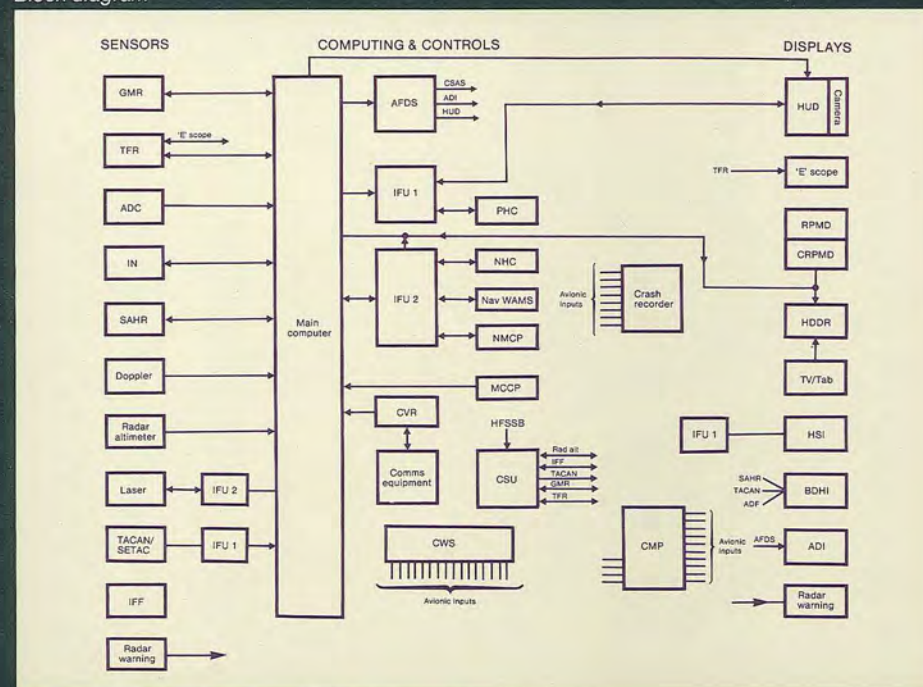 Block diagram
SENSORS
COMPUTING & CONTROLS
DISPLAYS
GMR
TFR
'E' scope
ADC
IN
SAHR
Doppler
Radar
altimeter
Laser
IFU 2
TACAN/
SETAC
IFU 1
IFF
Radar
warning
Main
computer
AFDS
CSAS
ADI
HUD
IFU 1
PHC
IFU 2
NHC
Nav WAMS
NMCP
MCCP
CVR
Comms
equipment
HFSSB
CSU
Rad alt
IFF
TACAN
GMR
TFR
CWS
Avionic inputs
Avionic
inputs
Crash
recorder
CMP
Avionic
inputs
HUD
Camera
TFR
'E' scope
RPMD
CRPMD
HDDR
TV/Tab
IFU 1
HSI
SAHR
TACAN
ADF
BDHI
AFDS
ADI
Radar
warning